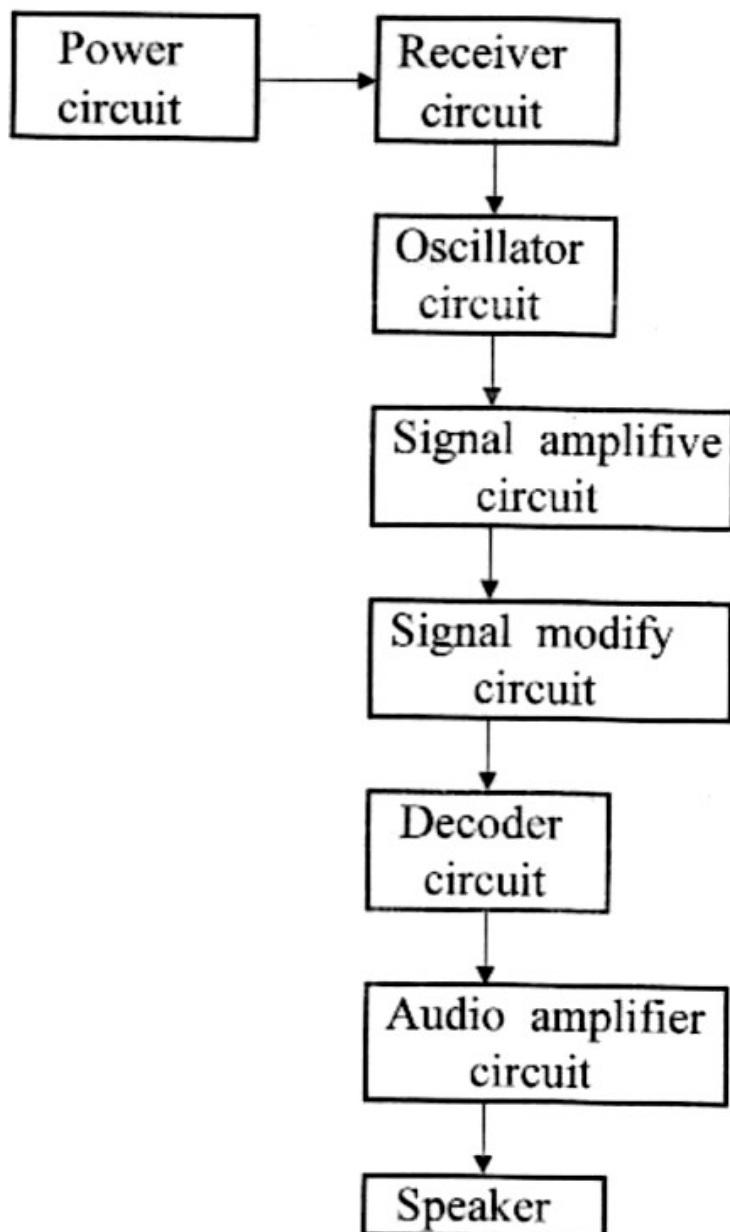 Power
circuit
Receiver
circuit
Oscillator
circuit
Signal amplifive
circuit
Signal modify
circuit
Decoder
circuit
Audio amplifier
circuit
Speaker